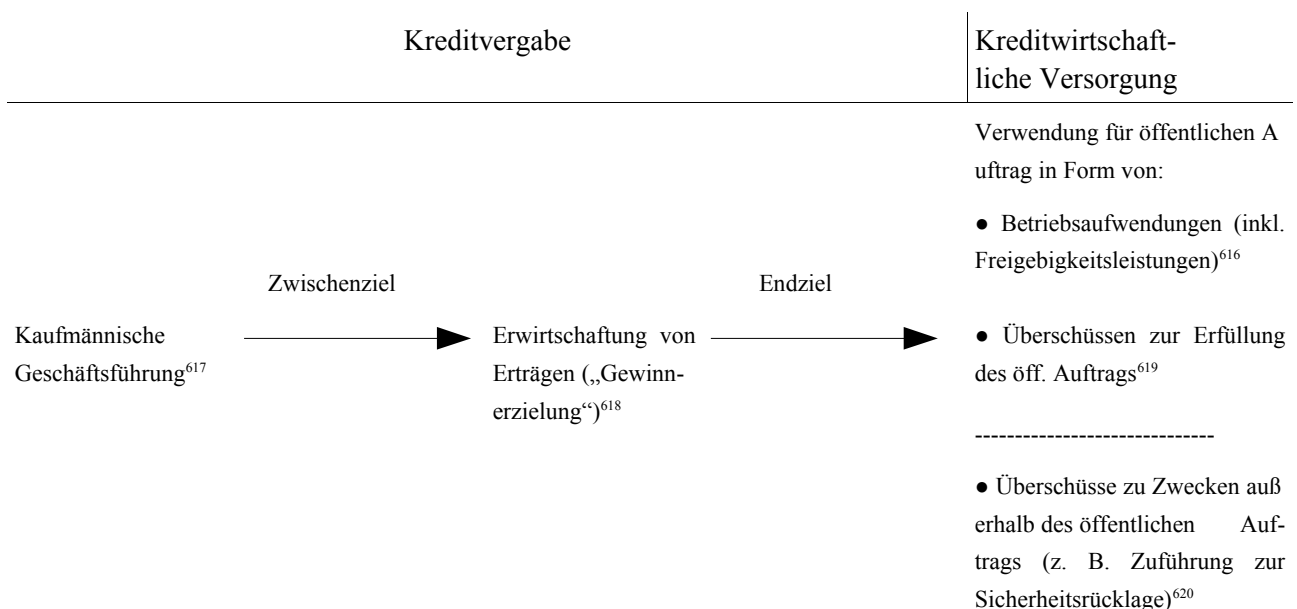 Kreditvergabe
Kreditwirtschaft-
liche Versorgung
Verwendung für öffentlichen A
uftrag in Form von:
● Betriebsaufwendungen (inkl.
Freigebigkeitsleistungen)616
Zwischenziel
Endziel
Kaufmännische
Geschäftsführung617
Erwirtschaftung von
Erträgen („Gewinn-
erzielung“)618
● Überschüssen zur Erfüllung
des öff. Auftrags619
------------------------------
● Überschüsse zu Zwecken auß
erhalb des öffentlichen Auf-
trags (z. B. Zuführung zur
Sicherheitsrücklage)620